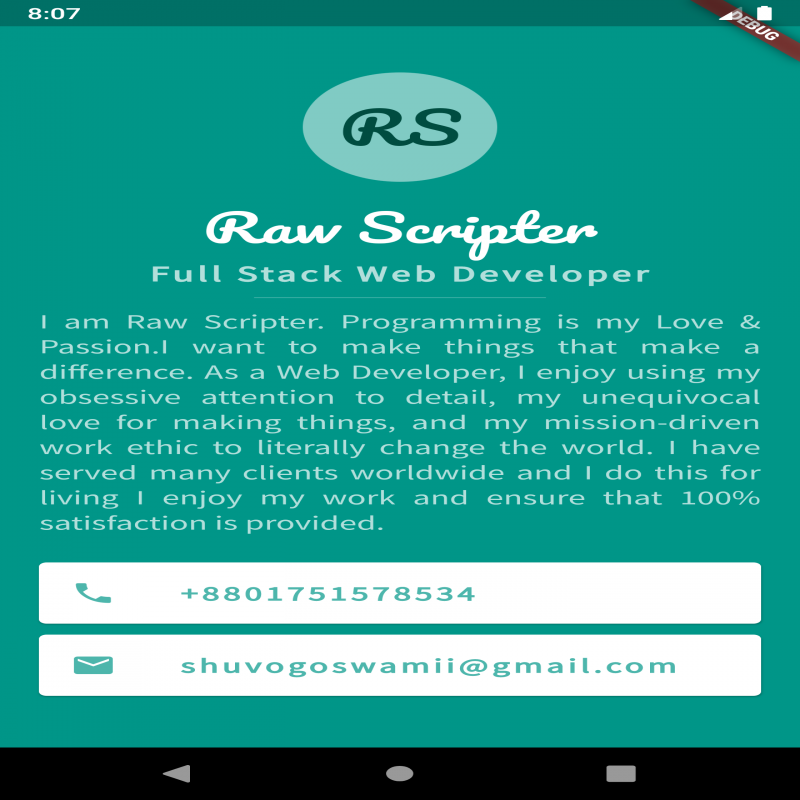 8:07
DEBUG
RS
Raw Scripter
Full Stack Web Developer
I am Raw Scripter. Programming is my Love &
Passion.I want to make things that make a
difference. As a Web Developer, I enjoy using my
obsessive attention to detail, my unequivocal
love for making things, and my mission-driven
work ethic to literally change the world. I have
served many clients worldwide and I do this for
living I enjoy my work and ensure that 100%
satisfaction is provided.
+8801751578534
shuvogoswamii@gmail.com